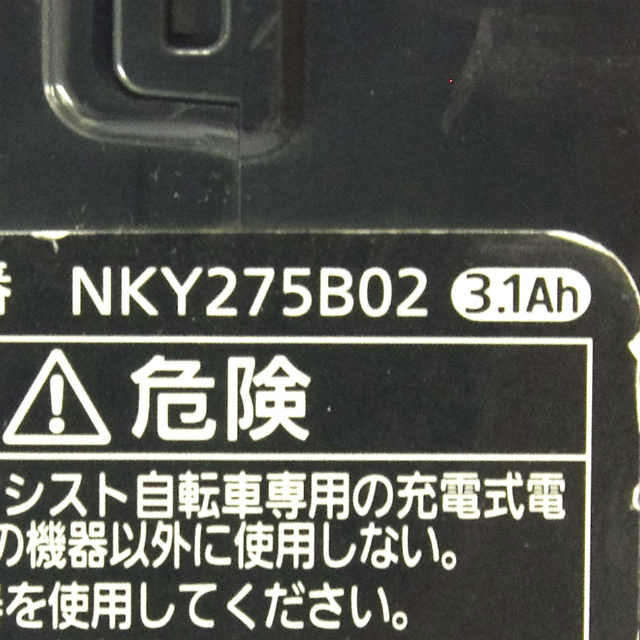 番 NKY275B02 3.1Ah
危険
シスト自転車専用の充電式電
の機器以外に使用しない。
を使用してください。